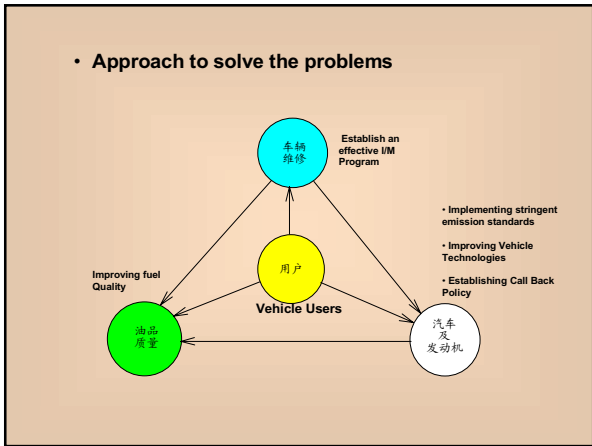 • Approach to solve the problems
车辆
维修
Establish an
effective I/M
Program
• Implementing stringent
emission standards
• Improving Vehicle
Technologies
• Establishing Call Back
Policy
用户
Vehicle Users
Improving fuel
Quality
油品
质量
汽车
及
发动机